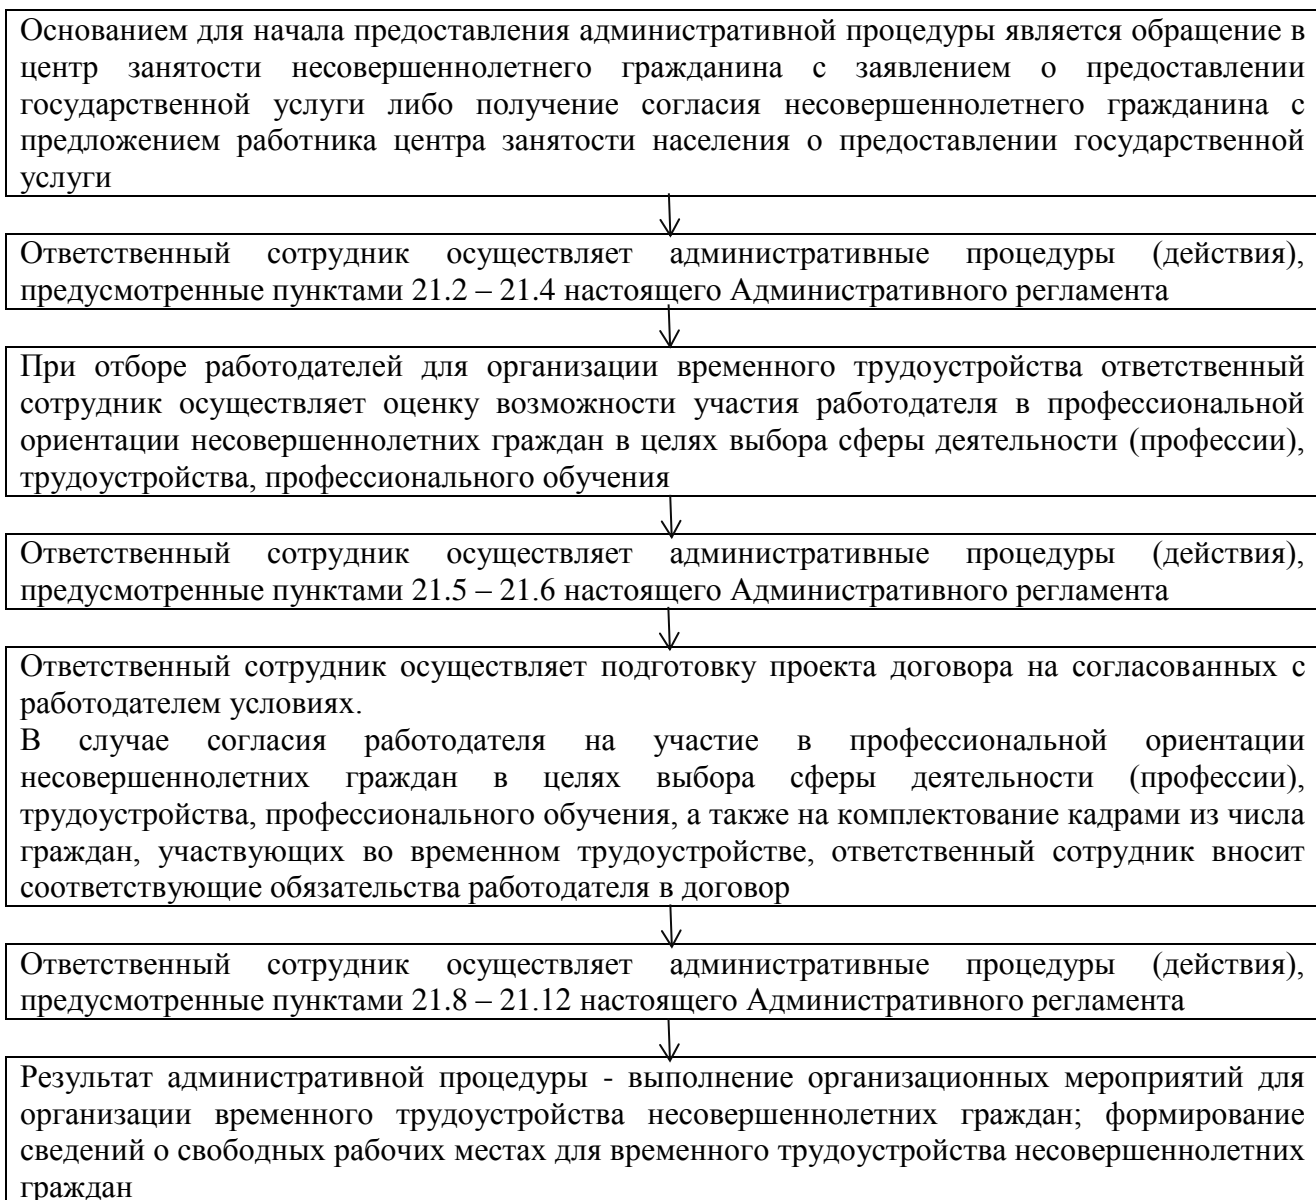 Основанием для начала предоставления административной процедуры является обращение в
центр занятости несовершеннолетнего гражданина с заявлением о предоставлении
государственной услуги либо получение согласия несовершеннолетнего гражданина с
предложением работника центра занятости населения о предоставлении государственной
услуги
Ответственный сотрудник осуществляет административные процедуры (действия),
предусмотренные пунктами 21.2 – 21.4 настоящего Административного регламента
При отборе работодателей для организации временного трудоустройства ответственный
сотрудник осуществляет оценку возможности участия работодателя в профессиональной
ориентации несовершеннолетних граждан в целях выбора сферы деятельности (профессии),
трудоустройства, профессионального обучения
Ответственный сотрудник осуществляет административные процедуры (действия),
предусмотренные пунктами 21.5 – 21.6 настоящего Административного регламента
Ответственный сотрудник осуществляет подготовку проекта договора на согласованных с
работодателем условиях.
В случае согласия работодателя на участие в профессиональной ориентации
несовершеннолетних граждан в целях выбора сферы деятельности (профессии),
трудоустройства, профессионального обучения, а также на комплектование кадрами из числа
граждан, участвующих во временном трудоустройстве, ответственный сотрудник вносит
соответствующие обязательства работодателя в договор
Ответственный сотрудник осуществляет административные процедуры (действия),
предусмотренные пунктами 21.8 – 21.12 настоящего Административного регламента
Результат административной процедуры - выполнение организационных мероприятий для
организации временного трудоустройства несовершеннолетних граждан; формирование
сведений о свободных рабочих местах для временного трудоустройства несовершеннолетних
граждан